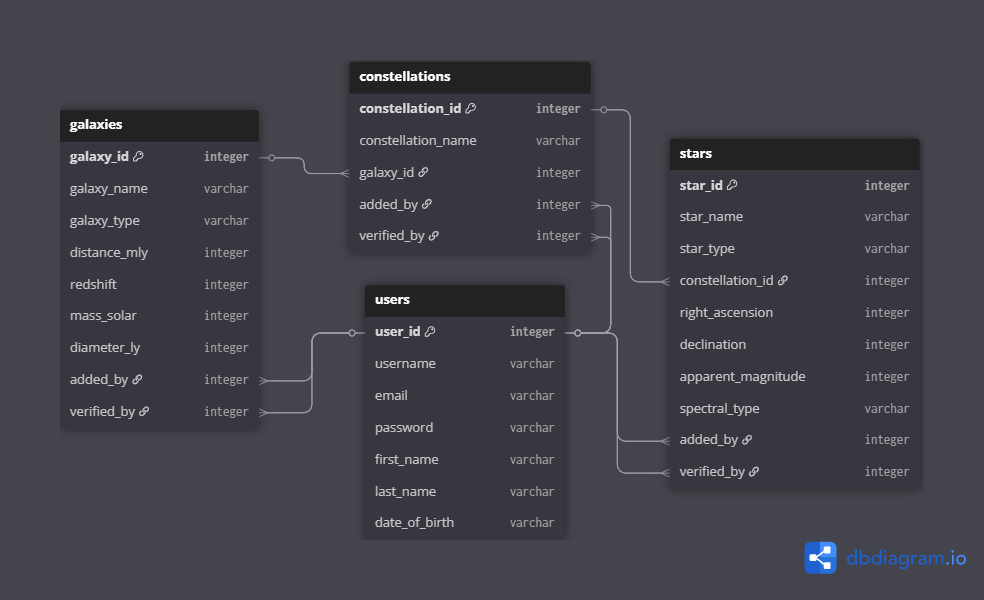 galaxies
galaxy_id integer
galaxy_name varchar
galaxy_type varchar
distance_mly integer
redshift integer
mass_solar integer
diameter_ly integer
added_by integer
verified_by integer
constellations
constellation_id integer
constellation_name varchar
galaxy_id integer
added_by integer
verified_by integer
users
user_id integer
username varchar
email varchar
password varchar
first_name varchar
last_name varchar
date_of_birth varchar
stars
star_id integer
star_name varchar
star_type varchar
constellation_id integer
right_ascension integer
declination integer
apparent_magnitude integer
spectral_type varchar
added_by integer
verified_by integer
dbdiagram.io